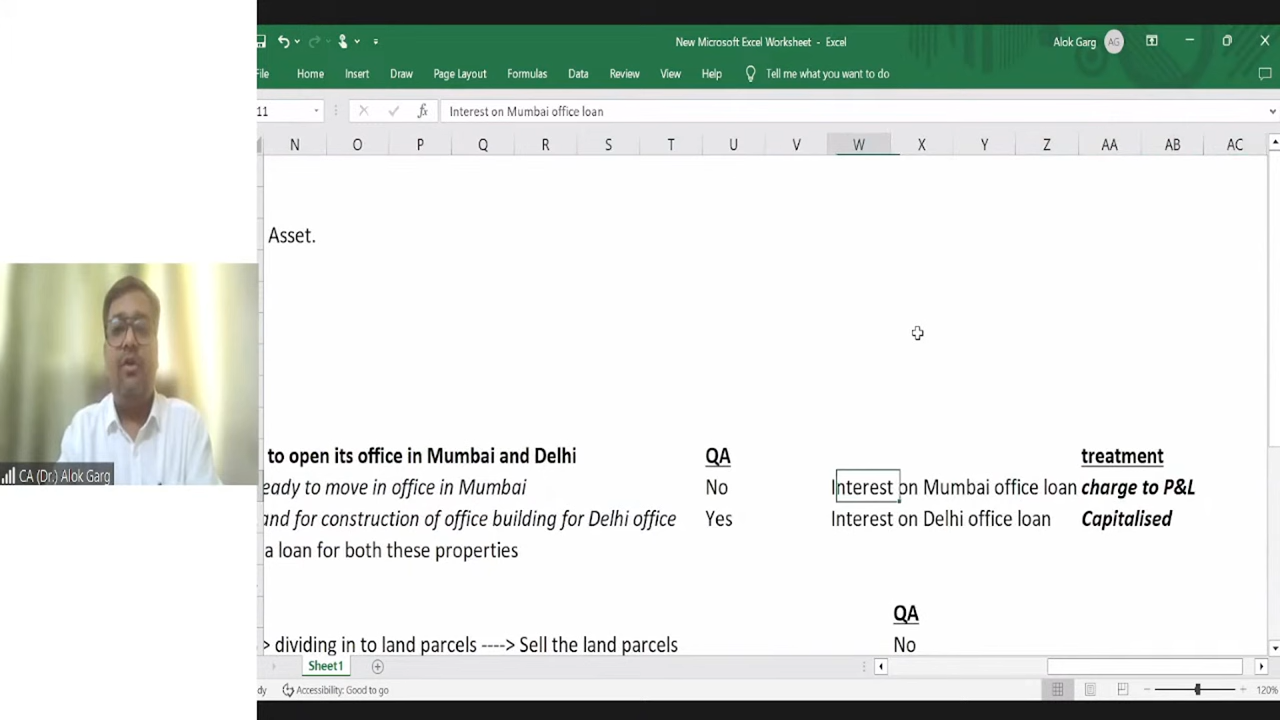 New Microsoft Excel Worksheet - Excel
Alok Garg AG
File Home Insert Draw Page Layout Formulas Data Review View Help Tell me what you want to do
11 fx Interest on Mumbai office loan
N O P Q R S T U V W X Y Z AA AB AC
Asset.
to open its office in Mumbai and Delhi QA treatment
eady to move in office in Mumbai No Interest on Mumbai office loan charge to P&L
and for construction of office building for Delhi office Yes Interest on Delhi office loan Capitalised
a loan for both these properties
CA (Dr.) Alok Garg
QA
> dividing in to land parcels ----> Sell the land parcels No
Sheet1
dy Accessibility: Good to go 120%